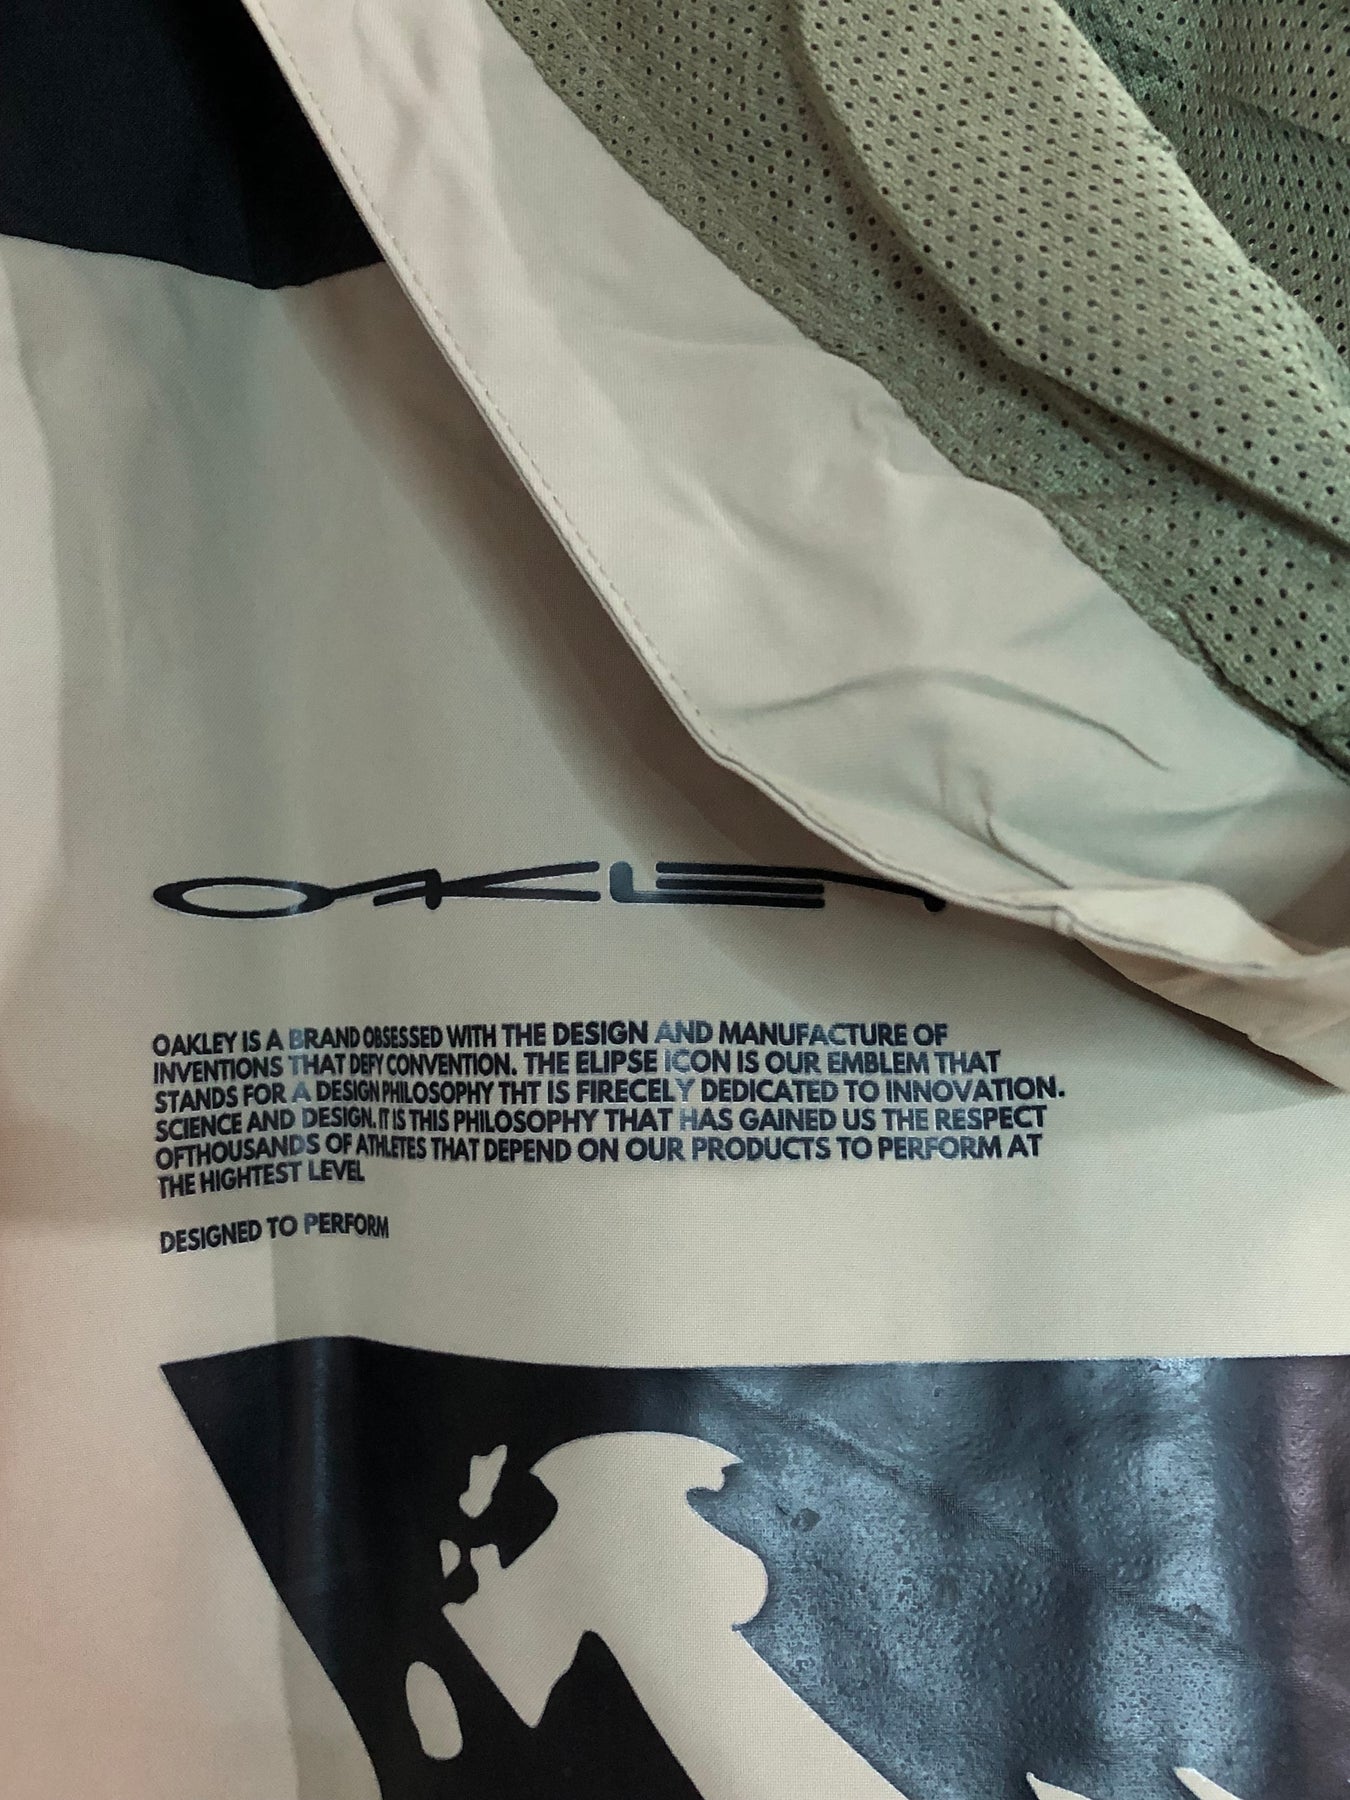 OAKLEY
OAKLEY IS A BRAND OBSESSED WITH THE DESIGN AND MANUFACTURE OF
INVENTIONS THAT DEFY CONVENTION. THE ELIPSE ICON IS OUR EMBLEM THAT
STANDS FOR A DESIGN PHILOSOPHY THT IS FIRECELY DEDICATED TO INNOVATION.
SCIENCE AND DESIGN. IT IS THIS PHILOSOPHY THAT HAS GAINED US THE RESPECT
OFTHOUSANDS OF ATHLETES THAT DEPEND ON OUR PRODUCTS TO PERFORM AT
THE HIGHTEST LEVEL
DESIGNED TO PERFORM